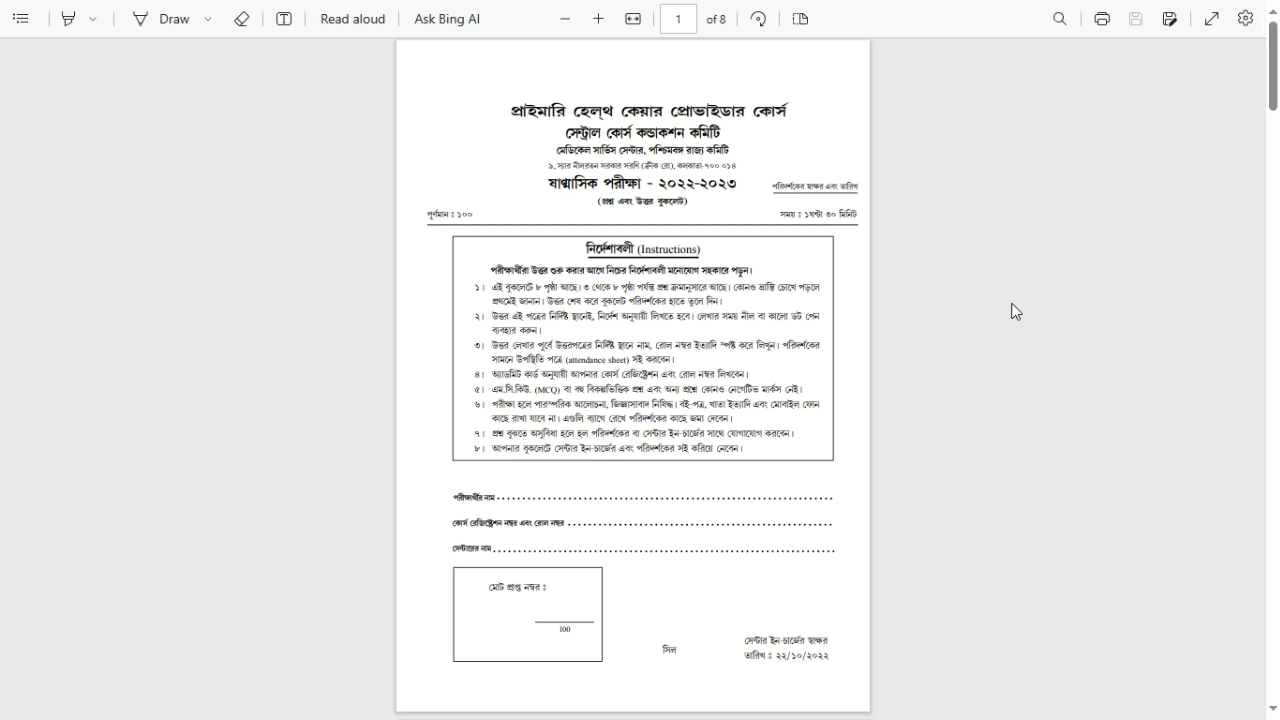 Draw
Read aloud
Ask Bing AI
1 of 8
প্রাইমারি হেল্‌থ কেয়ার প্রোভাইডার কোর্স
সেন্ট্রাল কোর্স কন্ডাকশন কমিটি
মেডিকেল সার্ভিস সেন্টার, পশ্চিমবঙ্গ রাজ্য কমিটি
৯, স্যার নীলরতন সরকার সরণি (ক্রীক রো), কলকাতা-৭০০ ০১৪
ষাণ্মাসিক পরীক্ষা - ২০২২-২০২৩
পরিদর্শকের স্বাক্ষর এবং তারিখ
(প্রশ্ন এবং উত্তর বুকলেট)
পূর্ণমান ঃ ১০০
সময় ঃ ১ঘন্টা ৩০ মিনিট
নির্দেশাবলী (Instructions)
পরীক্ষার্থীরা উত্তর শুরু করার আগে নিচের নির্দেশাবলী মনোযোগ সহকারে পড়ুন।
১। এই বুকলেটে ৮ পৃষ্ঠা আছে। ৩ থেকে ৮ পৃষ্ঠা পর্যন্ত প্রশ্ন ক্রমানুসারে আছে। কোনও ভ্রান্তি চোখে পড়লে
প্রথমেই জানান। উত্তর শেষ করে বুকলেট পরিদর্শকের হাতে তুলে দিন।
২। উত্তর এই পত্রের নির্দিষ্ট স্থানেই, নির্দেশ অনুযায়ী লিখতে হবে। লেখার সময় নীল বা কালো ডট পেন
ব্যবহার করুন।
৩। উত্তর লেখার পূর্বে উত্তরপত্রের নির্দিষ্ট স্থানে নাম, রোল নম্বর ইত্যাদি স্পষ্ট করে লিখুন। পরিদর্শকের
সামনে উপস্থিতি পত্রে (attendance sheet) সই করবেন।
৪। অ্যাডমিট কার্ড অনুযায়ী আপনার কোর্স রেজিস্ট্রেশন এবং রোল নম্বর লিখবেন।
৫। এম.সি.কিউ. (MCQ) বা বহু বিকল্পভিত্তিক প্রশ্ন এবং অন্য প্রশ্নে কোনও নেগেটিভ মার্কস নেই।
৬। পরীক্ষা হলে পারস্পরিক আলোচনা, জিজ্ঞাসাবাদ নিষিদ্ধ। বই-পত্র, খাতা ইত্যাদি এবং মোবাইল ফোন
কাছে রাখা যাবে না। এগুলি ব্যাগে রেখে পরিদর্শকের কাছে জমা দেবেন।
৭। প্রশ্ন বুঝতে অসুবিধা হলে হল পরিদর্শকের বা সেন্টার ইন-চার্জের সাথে যোগাযোগ করবেন।
৮। আপনার বুকলেটে সেন্টার ইন-চার্জের এবং পরিদর্শকের সই করিয়ে নেবেন।
পরীক্ষার্থীর নাম
কোর্স রেজিস্ট্রেশন নম্বর এবং রোল নম্বর
সেন্টারের নাম
মোট প্রাপ্ত নম্বর ঃ
100
সিল
সেন্টার ইন-চার্জের স্বাক্ষর
তারিখ ঃ ২২/১০/২০২২